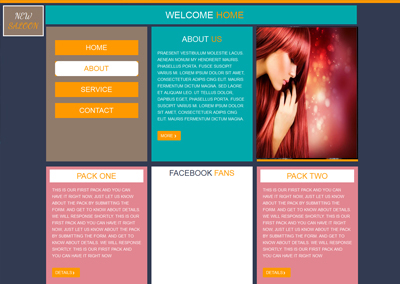 NEW
SALOON
WELCOME HOME
HOME
ABOUT
SERVICE
CONTACT
ABOUT US
PRAESENT VESTIBULUM MOLESTIE LACUS
AENEAN NONUM MY HENDRERIT MAURIS
PHASELLUS PORTA. FUSCE SUSCIPIT
VARIUS MI. LOREM IPSUM DOLOR SIT AMET,
CONSECTETUER ADIPIS CING ELIT. MAURIS
FERMENTUM DICTUM MAGNA. SED LAORE
ET ALIQUAM LEO. UT TELLUS DOLOR,
DAPIBUS EGET. PHASELLUS PORTA. FUSCE
SUSCIPIT VARIUS MI. LOREM IPSUM DOLOR
SIT AMET, CONSECTETUER ADIPIS CING
ELIT. MAURIS FERMENTUM DICTUM MAGNA
MORE
PACK ONE
THIS IS OUR FIRST PACK AND YOU CAN
HAVE IT RIGHT NOW. JUST LET US KNOW
ABOUT THE PACK BY SUBMITTING THE
FORM. AND GET TO KNOW ABOUT DETAILS.
WE WILL RESPONSE SHORTLY. THIS IS OUR
FIRST PACK AND YOU CAN HAVE IT RIGHT
NOW. JUST LET US KNOW ABOUT THE PACK
BY SUBMITTING THE FORM. AND GET TO
KNOW ABOUT DETAILS. WE WILL RESPONSE
SHORTLY. THIS IS OUR FIRST PACK AND
YOU CAN HAVE IT RIGHT NOW
DETAILS
FACEBOOK FANS
PACK TWO
THIS IS OUR FIRST PACK AND YOU CAN
HAVE IT RIGHT NOW. JUST LET US KNOW
ABOUT THE PACK BY SUBMITTING THE
FORM. AND GET TO KNOW ABOUT DETAILS.
WE WILL RESPONSE SHORTLY. THIS IS OUR
FIRST PACK AND YOU CAN HAVE IT RIGHT
NOW. JUST LET US KNOW ABOUT THE PACK
BY SUBMITTING THE FORM. AND GET TO
KNOW ABOUT DETAILS. WE WILL RESPONSE
SHORTLY. THIS IS OUR FIRST PACK AND
YOU CAN HAVE IT RIGHT NOW
DETAILS